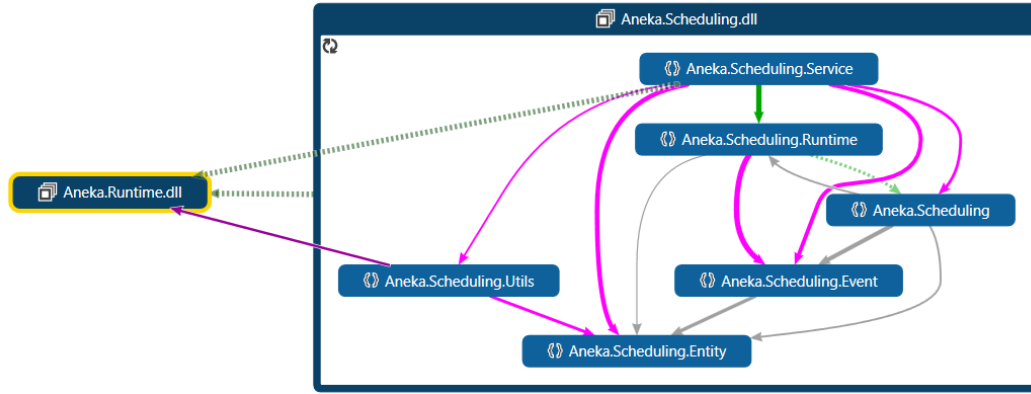 Aneka.Scheduling.dll
Aneka.Scheduling.Service
Aneka.Scheduling.Runtime
Aneka.Runtime.dll
Aneka.Scheduling
Aneka.Scheduling.Utils
Aneka.Scheduling.Event
Aneka.Scheduling.Entity